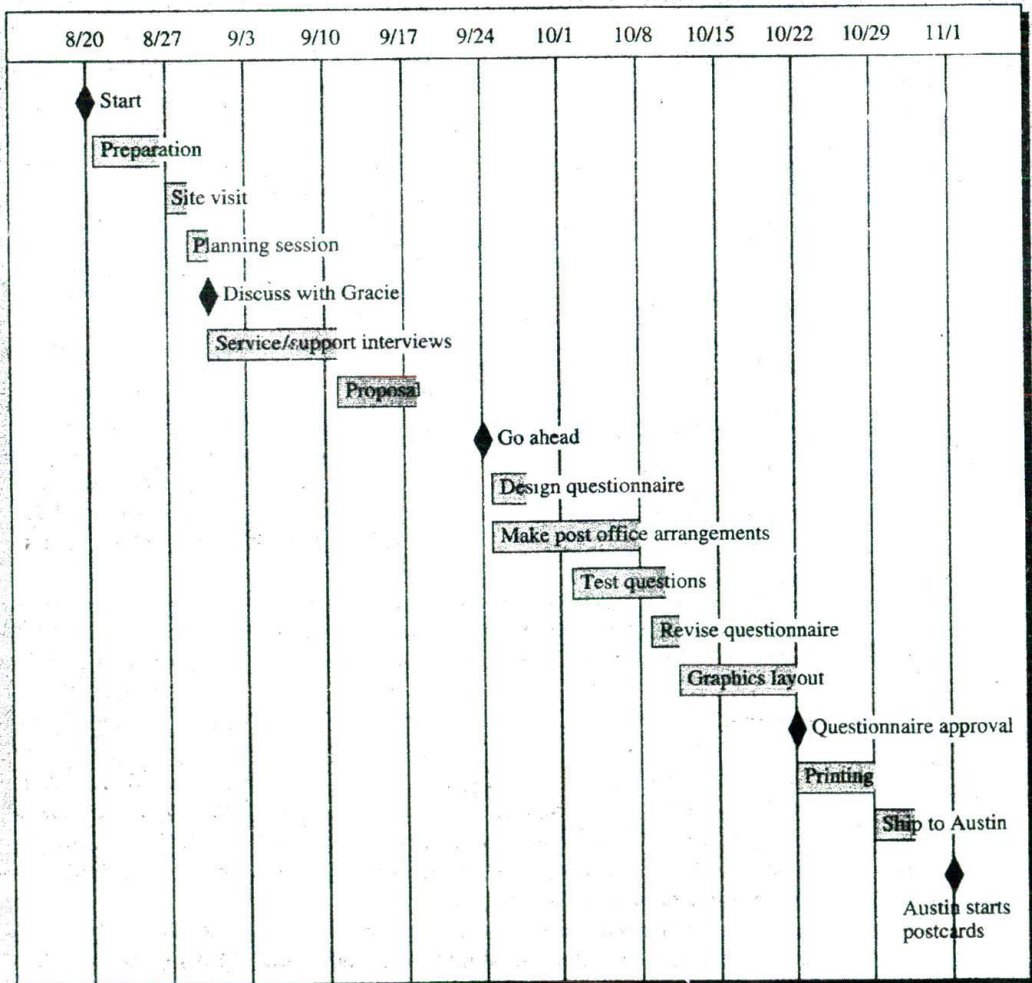 8/20 8/27 9/3 9/10 9/17 9/24 10/1 10/8 10/15 10/22 10/29 11/1
Start
Preparation
Site visit
Planning session
Discuss with Gracie
Service/support interviews
Proposal
Go ahead
Design questionnaire
Make post office arrangements
Test questions
Revise questionnaire
Graphics layout
Questionnaire approval
Printing
Ship to Austin
Austin starts
postcards